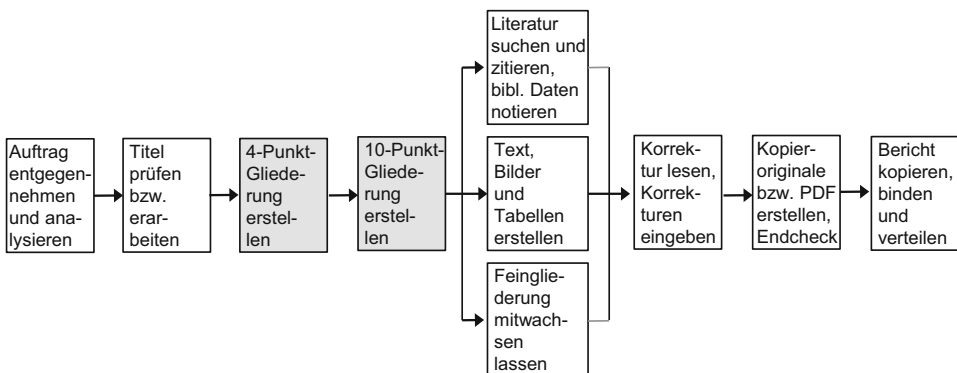 Auftrag
entgegen-
nehmen
und ana-
lysieren
Titel
prüfen
bzw.
erar-
beiten
4-Punkt-
Gliede-
rung
erstel-
len
10-Punkt-
Gliede-
rung
erstel-
len
Literatur
suchen und
zitieren,
bibl. Daten
notieren
Text,
Bilder
und
Tabellen
erstellen
Feinglie-
derung
mitwach-
sen
lassen
Korrek-
tur lesen,
Korrek-
turen
eingeben
Kopier-
originale
bzw. PDF
erstellen,
Endcheck
Bericht
kopieren,
binden
und
verteilen